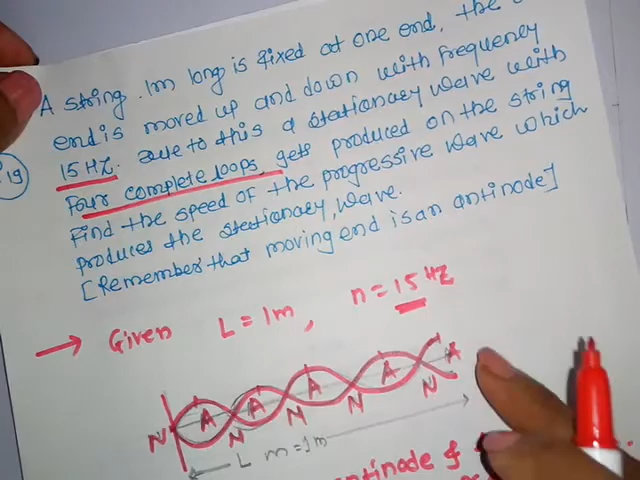 A string 1m long is fixed at one end. the
end is moved up and down with frequency
15 HZ. Due to this a stationary wave with
Four complete loops, gets produced on the string
19
Find the speed of the progressive wave which
produces the stationary wave.
[Remember that moving end is an antinode]
→ Given L = 1m, n = 15 HZ
N A N A N A N A N A
L = 1m
antinode &